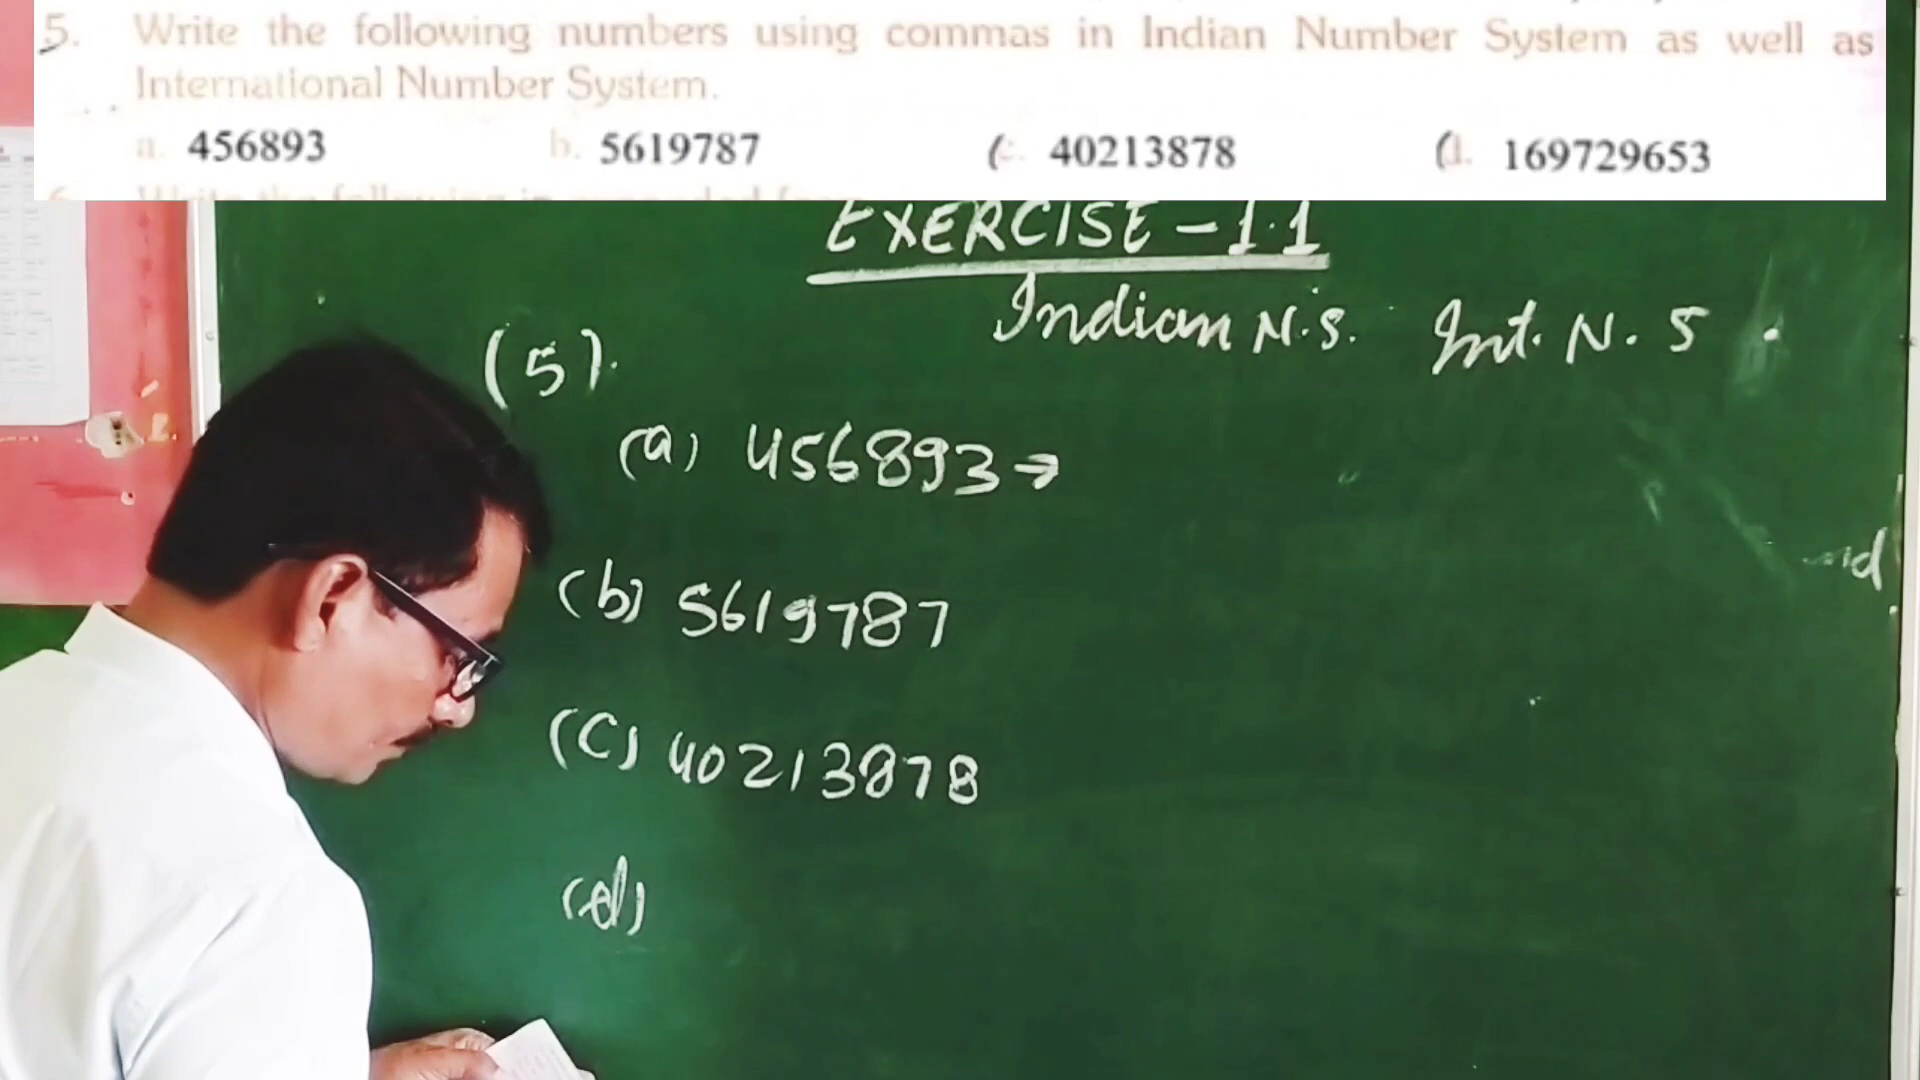 5. Write the following numbers using commas in Indian Number System as well as
International Number System.
a. 456893 b. 5619787 c. 40213878 d. 169729653
EXERCISE - 1.1
Indian N.S. Int. N. S.
(5).
(a) 456893 →
(b) 5619787
(c) 40213878
(d)